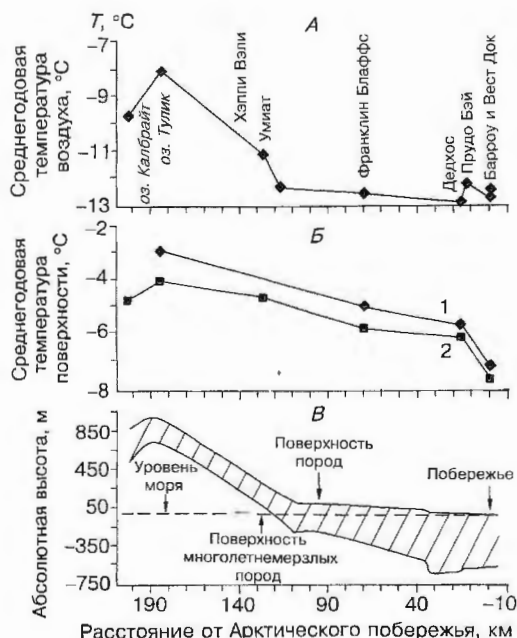 T, °C
А
-7
-9
-11
-13
Среднегодовая
температура
воздуха, °C
оз. Калбрайт
оз. Тулик
Хэппи Вэли
Умиат
Франклин Блаффс
Дедхос
Прудо Бэй
Барроу и Вест Док
Б
-2
-4
-6
-8
Среднегодовая
температура
поверхности, °C
1
2
В
850
450
50
-350
-750
Абсолютная высота, м
Поверхность
пород
Уровень
моря
Побережье
Поверхность
многолетнемерзлых
пород
190 140 90 40 -10
Расстояние от Арктического побережья, км